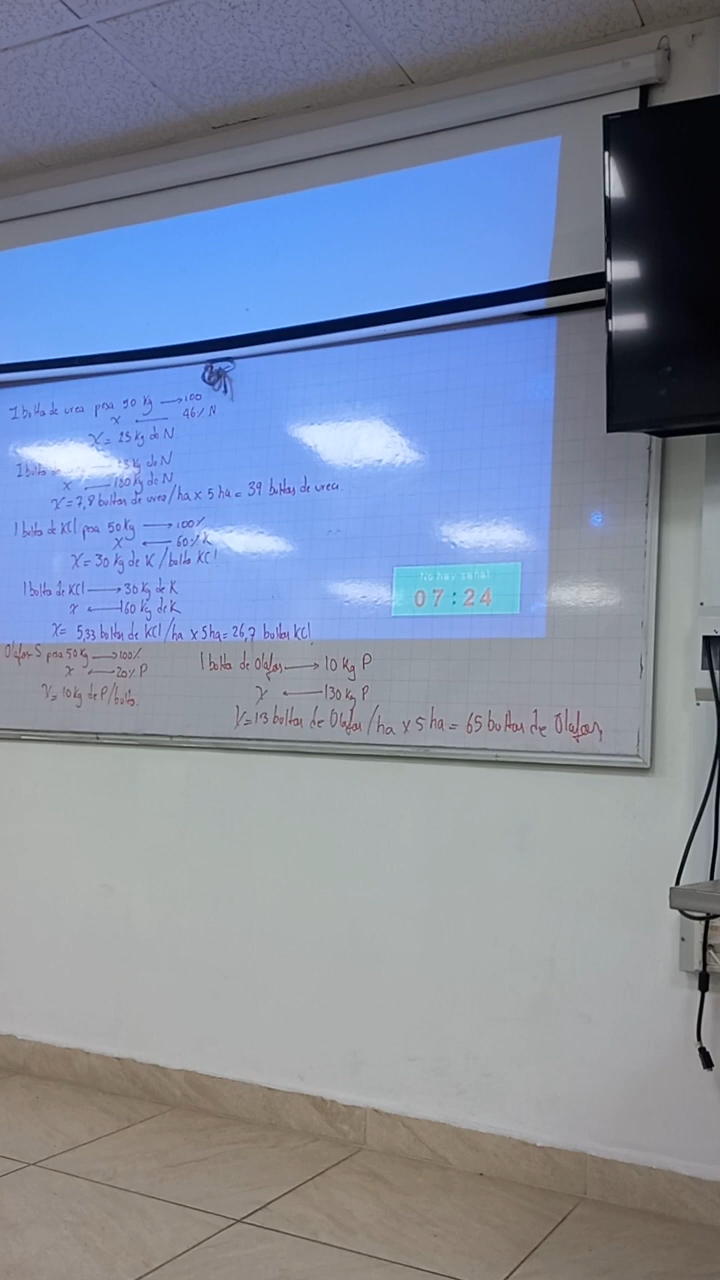 1 bulto de urea pesa 50 Kg → 100
x ← 46% N
X = 23 Kg de N
1 bulto de Kg de N
x ← 180 Kg de N
X = 7,8 bultos de urea/ha x 5 ha = 39 bultos de urea.
1 bulto de KCl pesa 50 Kg → 100%
X ← 60% K
X = 30 Kg de K / bulto KCl
1 bulto de KCl → 30 Kg de K
x ← 160 Kg de K
X = 5,33 bultos de KCl/ha x 5 ha = 26,7 bultos KCl
No hay señal
07:24
S pesa 50 Kg → 100%
x ← 20% P
X = 10 Kg de P/bulto.
1 bulto de → 10 Kg P
X ← 130 Kg P
X = 13 bultos de /ha x 5 ha = 65 bultos de